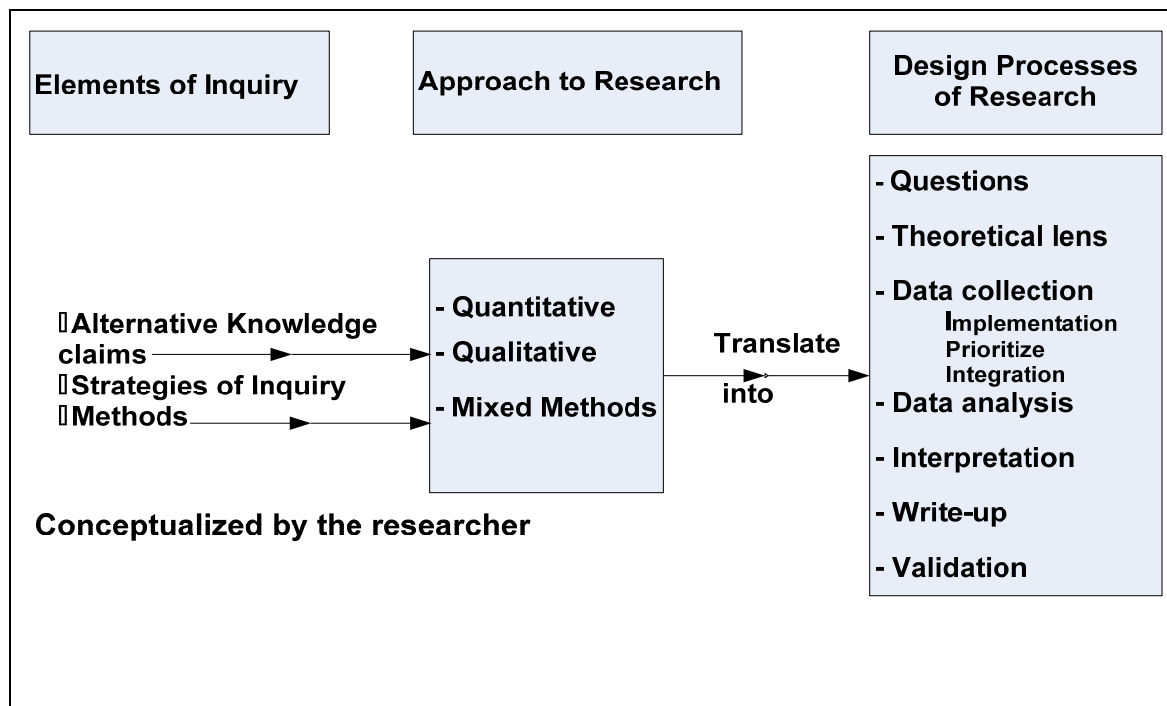 Elements of Inquiry
Approach to Research
Design Processes
of Research
▯Alternative Knowledge
claims
▯Strategies of Inquiry
▯Methods
Conceptualized by the researcher
- Quantitative
- Qualitative
- Mixed Methods
Translate
into
- Questions
- Theoretical lens
- Data collection
Implementation
Prioritize
Integration
- Data analysis
- Interpretation
- Write-up
- Validation